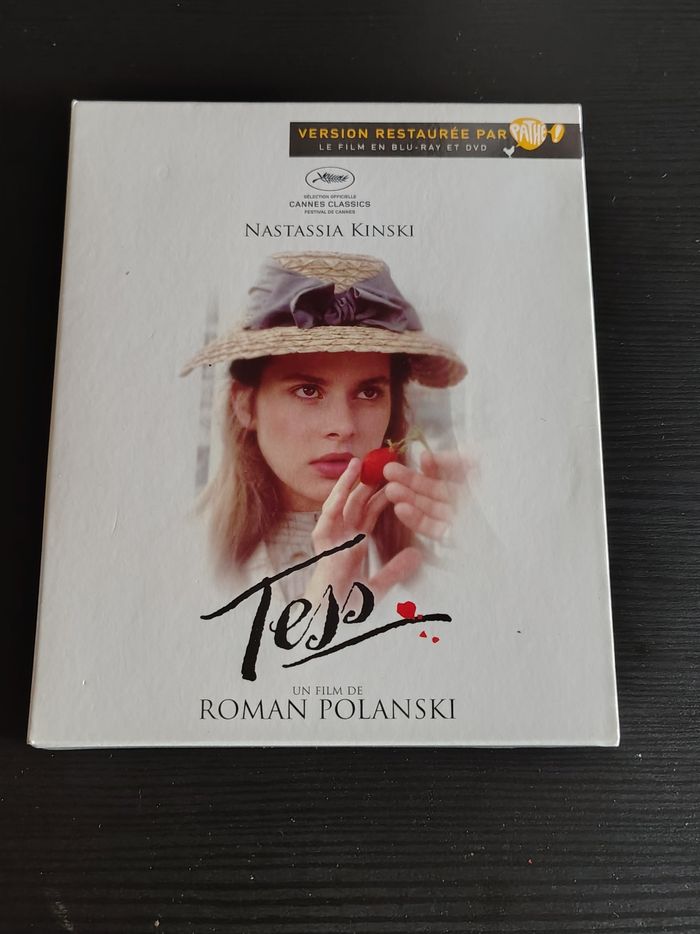 VERSION RESTAURÉE PAR PATHÉ!
LE FILM EN BLU-RAY ET DVD
SÉLECTION OFFICIELLE
CANNES CLASSICS
FESTIVAL DE CANNES
NASTASSIA KINSKI
Tess
UN FILM DE
ROMAN POLANSKI